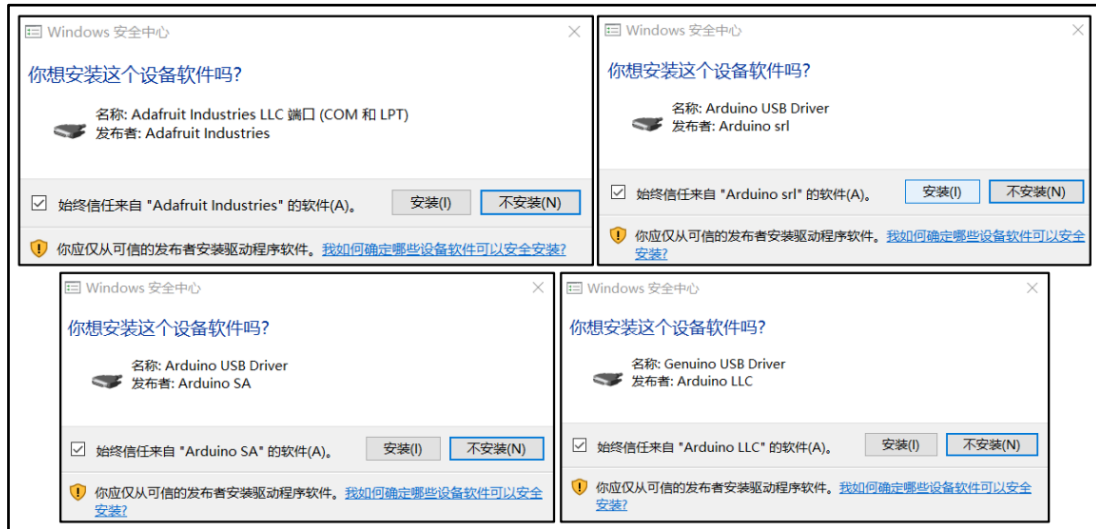 Windows 安全中心
你想安装这个设备软件吗?
名称: Adafruit Industries LLC 端口 (COM 和 LPT)
发布者: Adafruit Industries
始终信任来自 "Adafruit Industries" 的软件(A)。
安装(I)
不安装(N)
你应仅从可信的发布者安装驱动程序软件。我如何确定哪些设备软件可以安全安装?
Windows 安全中心
你想安装这个设备软件吗?
名称: Arduino USB Driver
发布者: Arduino srl
始终信任来自 "Arduino srl" 的软件(A)。
安装(I)
不安装(N)
你应仅从可信的发布者安装驱动程序软件。我如何确定哪些设备软件可以安全
安装?
Windows 安全中心
你想安装这个设备软件吗?
名称: Arduino USB Driver
发布者: Arduino SA
始终信任来自 "Arduino SA" 的软件(A)。
安装(I)
不安装(N)
你应仅从可信的发布者安装驱动程序软件。我如何确定哪些设备软件可以安全
安装?
Windows 安全中心
你想安装这个设备软件吗?
名称: Genuino USB Driver
发布者: Arduino LLC
始终信任来自 "Arduino LLC" 的软件(A)。
安装(I)
不安装(N)
你应仅从可信的发布者安装驱动程序软件。我如何确定哪些设备软件可以安全
安装?